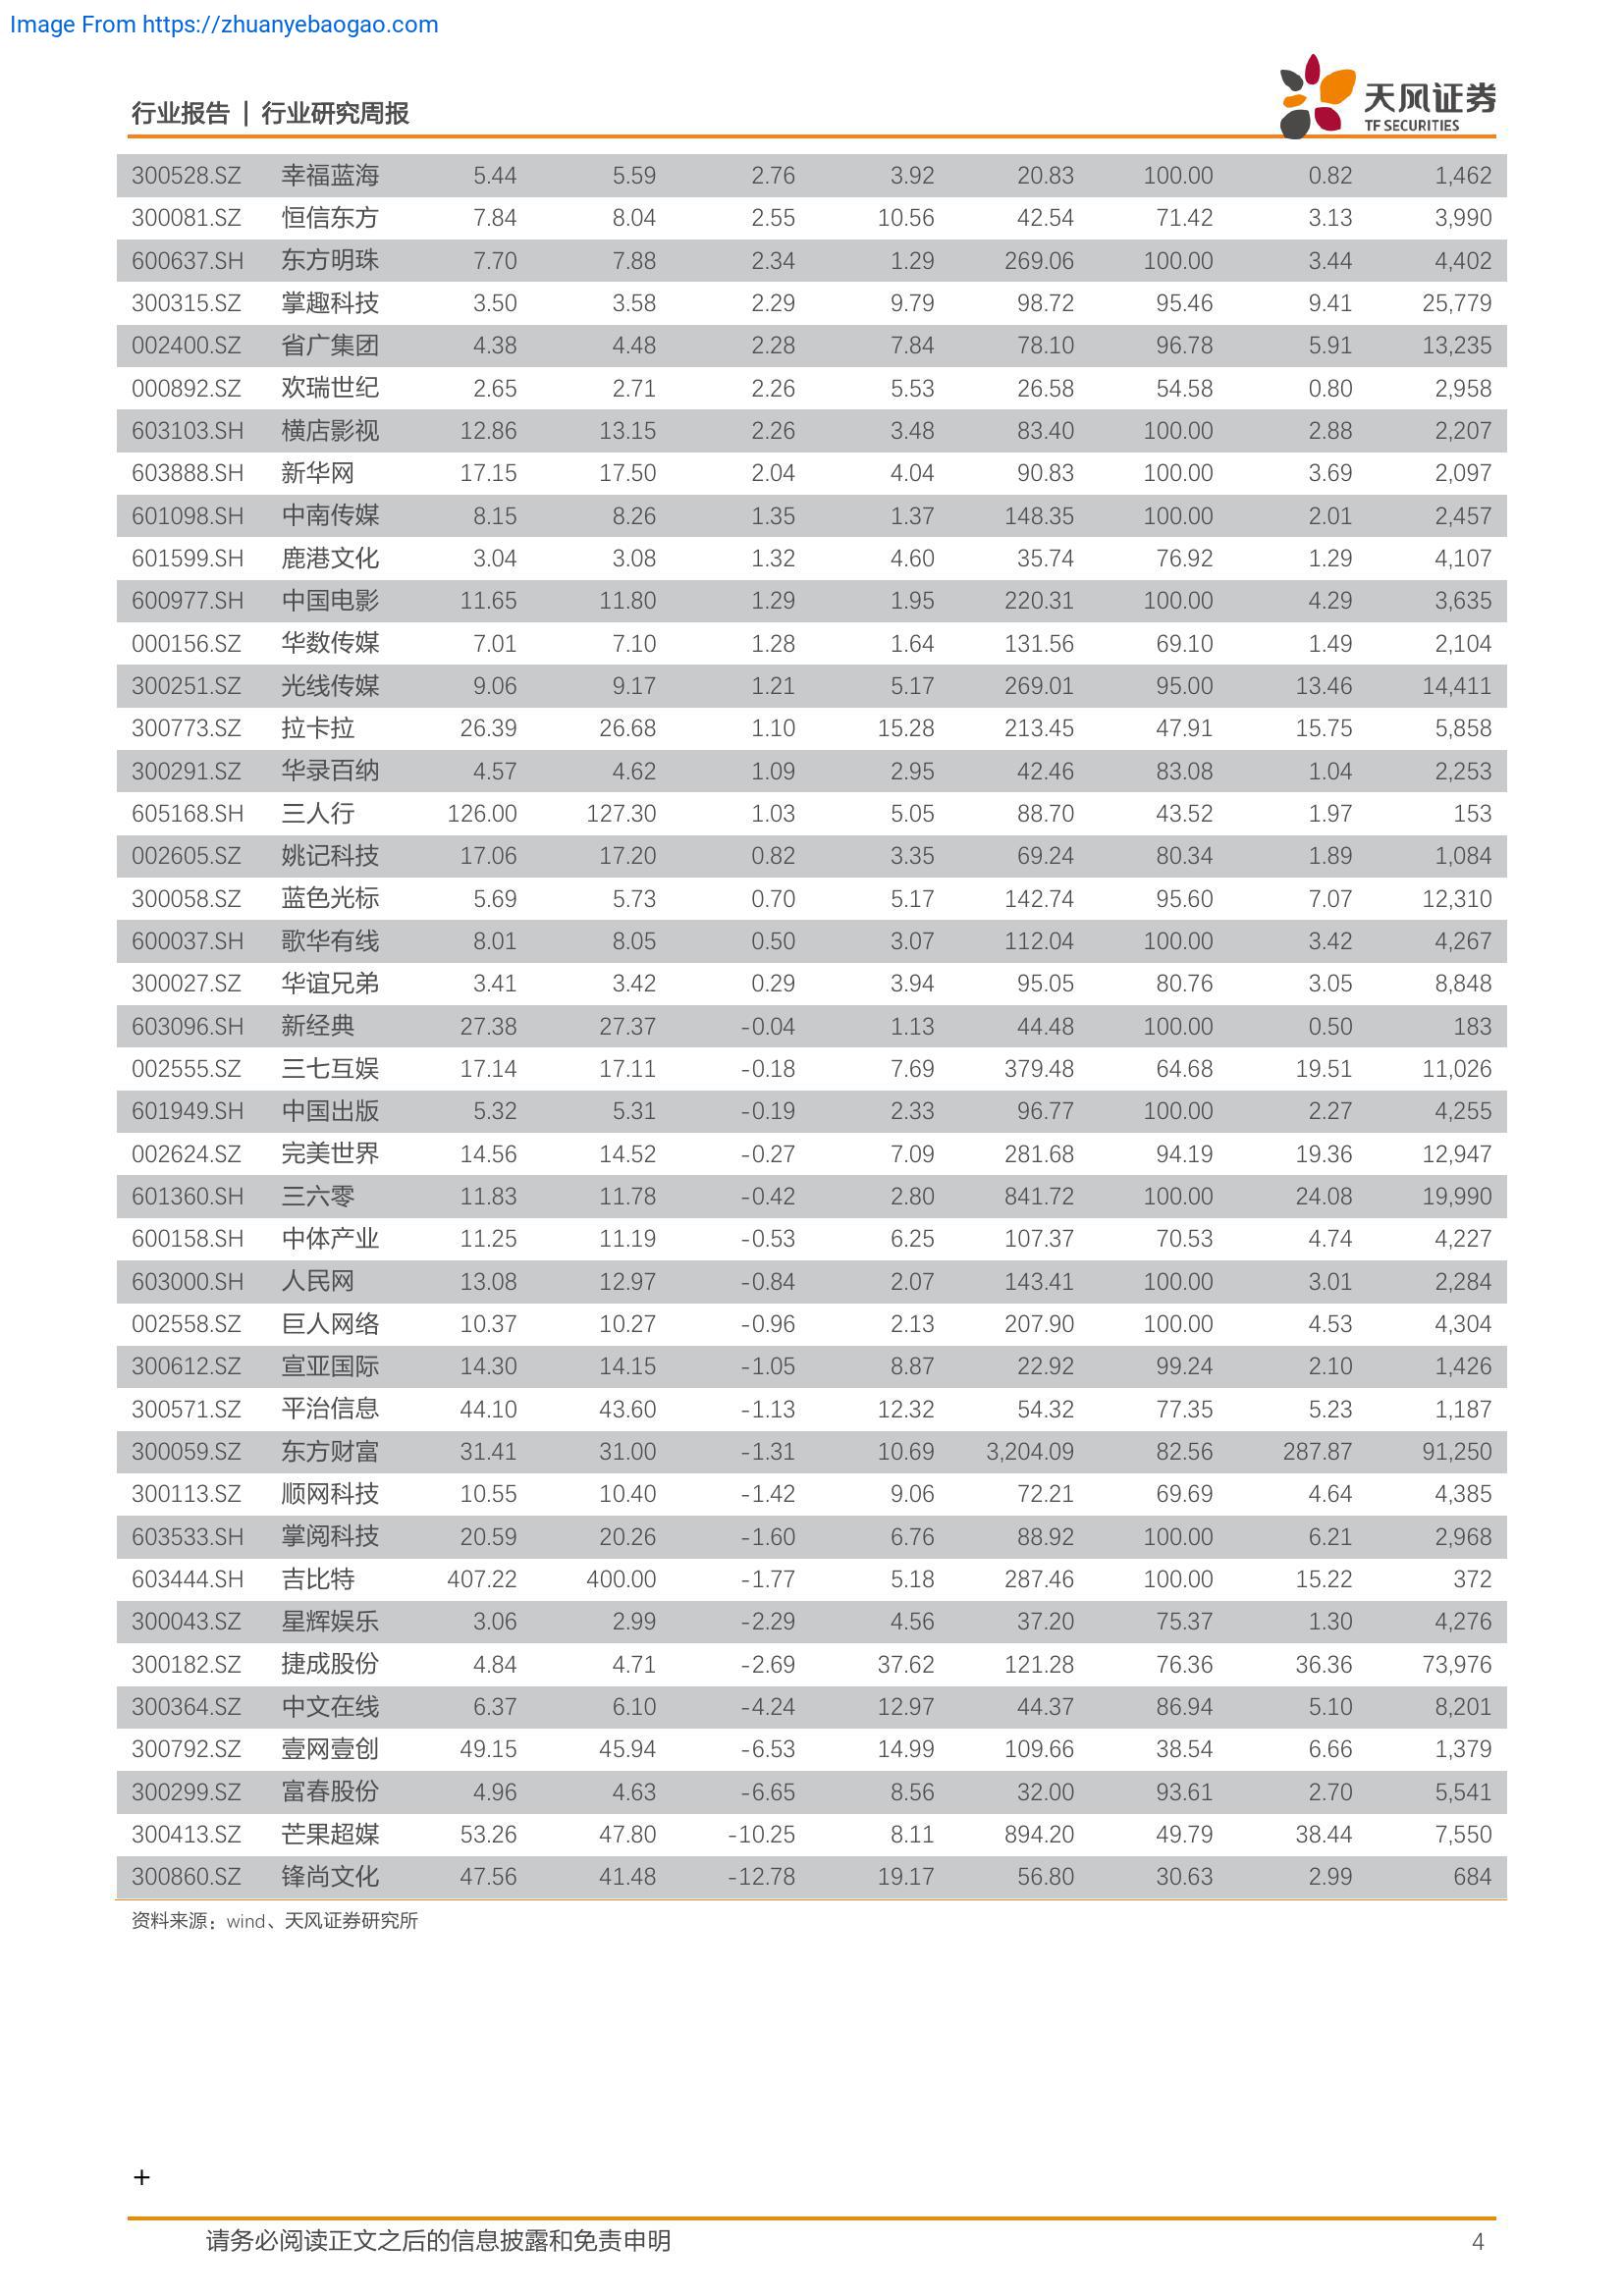 Image From https://zhuanyebaogao.com
行业报告 | 行业研究周报
天风证券
TF SECURITIES
300528.SZ 幸福蓝海 5.44 5.59 2.76 3.92 20.83 100.00 0.82 1,462
300081.SZ 恒信东方 7.84 8.04 2.55 10.56 42.54 71.42 3.13 3,990
600637.SH 东方明珠 7.70 7.88 2.34 1.29 269.06 100.00 3.44 4,402
300315.SZ 掌趣科技 3.50 3.58 2.29 9.79 98.72 95.46 9.41 25,779
002400.SZ 省广集团 4.38 4.48 2.28 7.84 78.10 96.78 5.91 13,235
000892.SZ 欢瑞世纪 2.65 2.71 2.26 5.53 26.58 54.58 0.80 2,958
603103.SH 横店影视 12.86 13.15 2.26 3.48 83.40 100.00 2.88 2,207
603888.SH 新华网 17.15 17.50 2.04 4.04 90.83 100.00 3.69 2,097
601098.SH 中南传媒 8.15 8.26 1.35 1.37 148.35 100.00 2.01 2,457
601599.SH 鹿港文化 3.04 3.08 1.32 4.60 35.74 76.92 1.29 4,107
600977.SH 中国电影 11.65 11.80 1.29 1.95 220.31 100.00 4.29 3,635
000156.SZ 华数传媒 7.01 7.10 1.28 1.64 131.56 69.10 1.49 2,104
300251.SZ 光线传媒 9.06 9.17 1.21 5.17 269.01 95.00 13.46 14,411
300773.SZ 拉卡拉 26.39 26.68 1.10 15.28 213.45 47.91 15.75 5,858
300291.SZ 华录百纳 4.57 4.62 1.09 2.95 42.46 83.08 1.04 2,253
605168.SH 三人行 126.00 127.30 1.03 5.05 88.70 43.52 1.97 153
002605.SZ 姚记科技 17.06 17.20 0.82 3.35 69.24 80.34 1.89 1,084
300058.SZ 蓝色光标 5.69 5.73 0.70 5.17 142.74 95.60 7.07 12,310
600037.SH 歌华有线 8.01 8.05 0.50 3.07 112.04 100.00 3.42 4,267
300027.SZ 华谊兄弟 3.41 3.42 0.29 3.94 95.05 80.76 3.05 8,848
603096.SH 新经典 27.38 27.37 -0.04 1.13 44.48 100.00 0.50 183
002555.SZ 三七互娱 17.14 17.11 -0.18 7.69 379.48 64.68 19.51 11,026
601949.SH 中国出版 5.32 5.31 -0.19 2.33 96.77 100.00 2.27 4,255
002624.SZ 完美世界 14.56 14.52 -0.27 7.09 281.68 94.19 19.36 12,947
601360.SH 三六零 11.83 11.78 -0.42 2.80 841.72 100.00 24.08 19,990
600158.SH 中体产业 11.25 11.19 -0.53 6.25 107.37 70.53 4.74 4,227
603000.SH 人民网 13.08 12.97 -0.84 2.07 143.41 100.00 3.01 2,284
002558.SZ 巨人网络 10.37 10.27 -0.96 2.13 207.90 100.00 4.53 4,304
300612.SZ 宣亚国际 14.30 14.15 -1.05 8.87 22.92 99.24 2.10 1,426
300571.SZ 平治信息 44.10 43.60 -1.13 12.32 54.32 77.35 5.23 1,187
300059.SZ 东方财富 31.41 31.00 -1.31 10.69 3,204.09 82.56 287.87 91,250
300113.SZ 顺网科技 10.55 10.40 -1.42 9.06 72.21 69.69 4.64 4,385
603533.SH 掌阅科技 20.59 20.26 -1.60 6.76 88.92 100.00 6.21 2,968
603444.SH 吉比特 407.22 400.00 -1.77 5.18 287.46 100.00 15.22 372
300043.SZ 星辉娱乐 3.06 2.99 -2.29 4.56 37.20 75.37 1.30 4,276
300182.SZ 捷成股份 4.84 4.71 -2.69 37.62 121.28 76.36 36.36 73,976
300364.SZ 中文在线 6.37 6.10 -4.24 12.97 44.37 86.94 5.10 8,201
300792.SZ 壹网壹创 49.15 45.94 -6.53 14.99 109.66 38.54 6.66 1,379
300299.SZ 富春股份 4.96 4.63 -6.65 8.56 32.00 93.61 2.70 5,541
300413.SZ 芒果超媒 53.26 47.80 -10.25 8.11 894.20 49.79 38.44 7,550
300860.SZ 锋尚文化 47.56 41.48 -12.78 19.17 56.80 30.63 2.99 684
资料来源：wind、天风证券研究所
+
请务必阅读正文之后的信息披露和免责申明 4